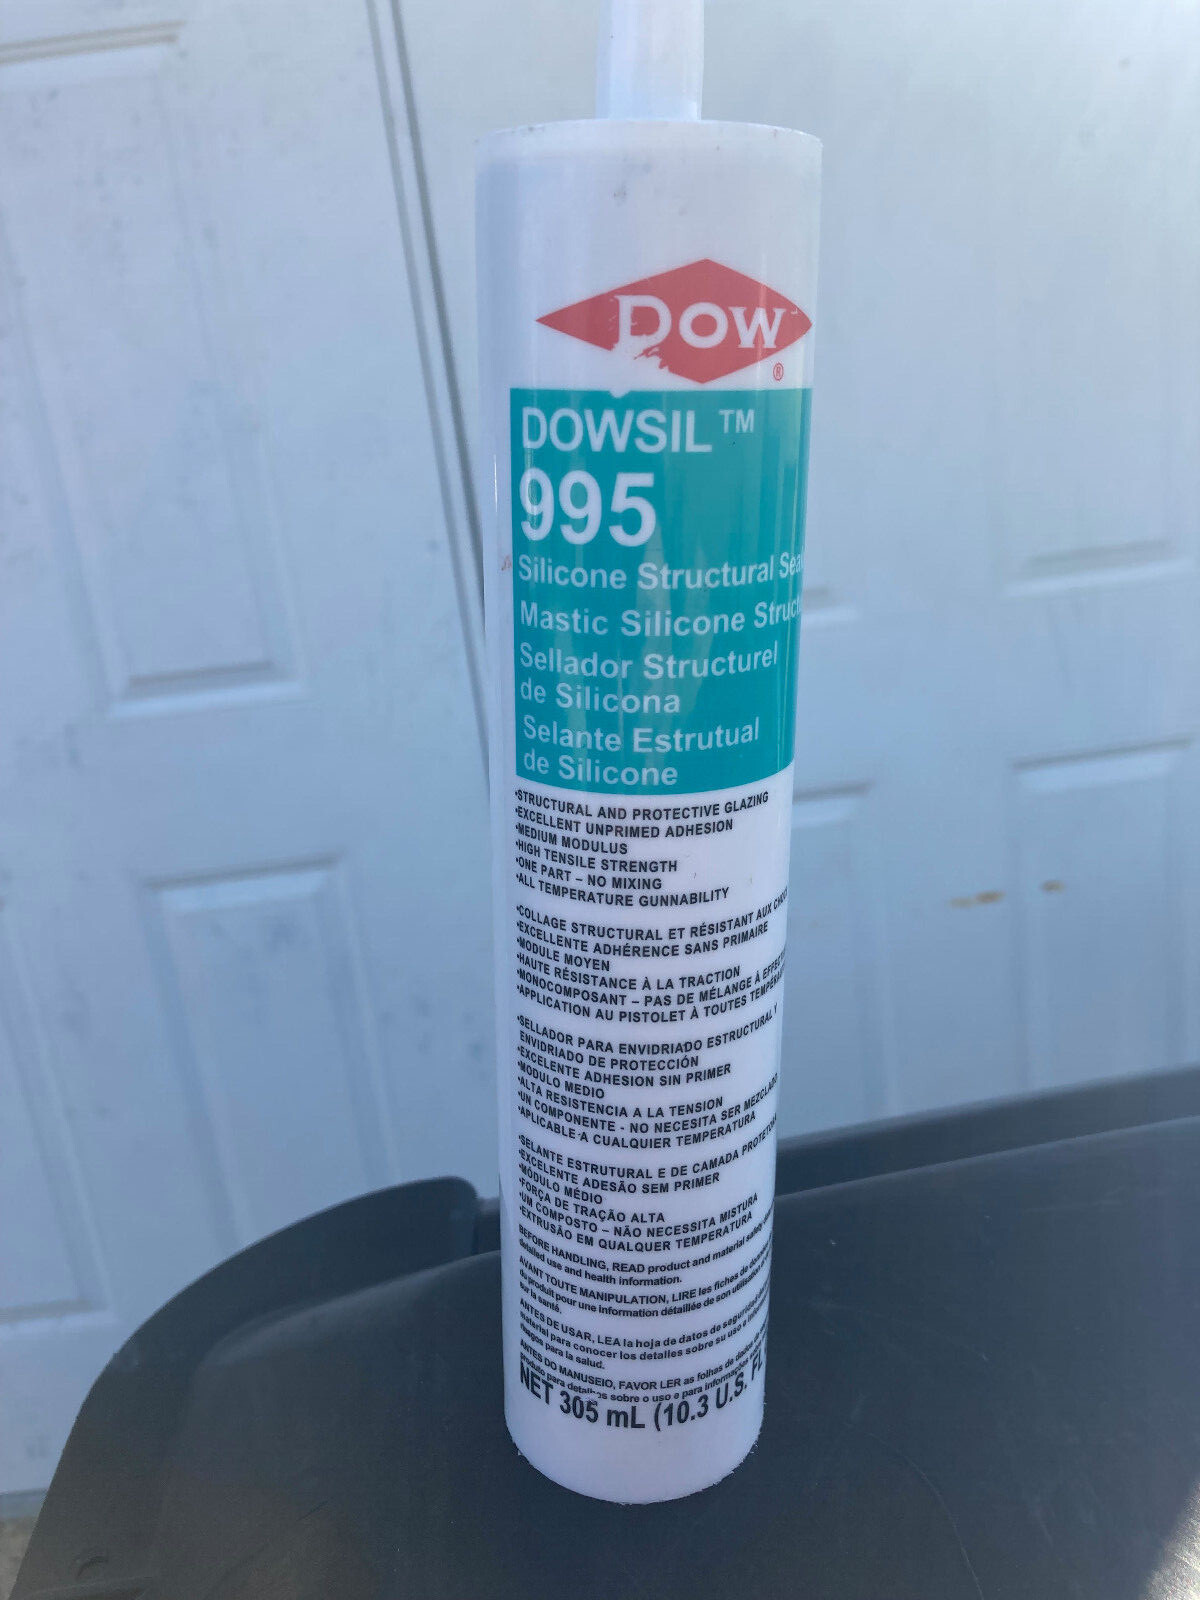 DOW
®
DOWSIL™
995
Silicone Structural
Mastic Silicone
Sellador Structurel
de Silicona
Selante Estrutual
de Silicone
•STRUCTURAL AND PROTECTIVE GLAZING
•EXCELLENT UNPRIMED ADHESION
•MEDIUM MODULUS
•HIGH TENSILE STRENGTH
•ONE PART – NO MIXING
•ALL TEMPERATURE GUNNABILITY
•COLLAGE STRUCTURAL ET RÉSISTANT AUX
•EXCELLENTE ADHÉRENCE SANS PRIMAIRE
•MODULE MOYEN
•HAUTE RÉSISTANCE À LA TRACTION
•MONOCOMPOSANT – PAS DE MÉLANGE À
•APPLICATION AU PISTOLET À TOUTES
•SELLADOR PARA ENVIDRIADO ESTRUCTURAL Y
ENVIDRIADO DE PROTECCIÓN
•EXCELENTE ADHESION SIN PRIMER
•MODULO MEDIO
•ALTA RESISTENCIA A LA TENSION
•UN COMPONENTE - NO NECESITA SER MEZCLADO
•APLICABLE A CUALQUIER TEMPERATURA
•SELANTE ESTRUTURAL E DE CAMADA PROTETORA
•EXCELENTE ADESÃO SEM PRIMER
•MÓDULO MÉDIO
•FORÇA DE TRAÇÃO ALTA
•UM COMPOSTO – NÃO NECESSITA MISTURA
•EXTRUSÃO EM QUALQUER TEMPERATURA
BEFORE HANDLING, READ product and material safety
detailed use and health information.
AVANT TOUTE MANIPULATION, LIRE les fiches de
du produit pour une information détaillée de son utilisation et
sur la santé.
ANTES DE USAR, LEA la hoja de datos de seguridad
material para conocer los detalles sobre su uso e
riesgos para la salud.
ANTES DO MANUSEIO, FAVOR LER as folhas de dados
produto para detalhes sobre o uso e para informações
NET 305 mL (10.3 U.S. FL